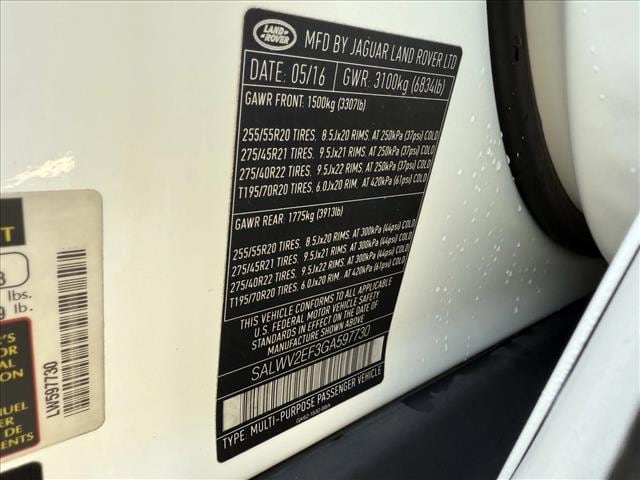 LAND
ROVER
MFD BY JAGUAR LAND ROVER LTD
DATE: 05/16 GWR: 3100kg (6834lb)
GAWR FRONT: 1500kg (3307lb)
255/55R20 TIRES, 8.5Jx20 RIMS, AT 250kPa (37psi) COLD
275/45R21 TIRES, 9.5Jx21 RIMS, AT 250kPa (37psi) COLD
275/40R22 TIRES, 9.5Jx22 RIMS, AT 250kPa (37psi) COLD
T195/70R20 TIRES, 6.0Jx20 RIM, AT 420kPa (61psi) COLD
GAWR REAR: 1775kg (3913lb)
255/55R20 TIRES, 8.5Jx20 RIMS, AT 300kPa (44psi) COLD
275/45R21 TIRES, 9.5Jx21 RIMS, AT 300kPa (44psi) COLD
275/40R22 TIRES, 9.5Jx22 RIMS, AT 300kPa (44psi) COLD
T195/70R20 TIRES, 6.0Jx20 RIM, AT 420kPa (61psi) COLD
THIS VEHICLE CONFORMS TO ALL APPLICABLE
U.S. FEDERAL MOTOR VEHICLE SAFETY STANDARDS
IN EFFECT ON THE DATE OF MANUFACTURE
SHOWN ABOVE.
SALWV2EF3GA597730
TYPE: MULTI-PURPOSE PASSENGER VEHICLE
lbs.
lb.
LW597730